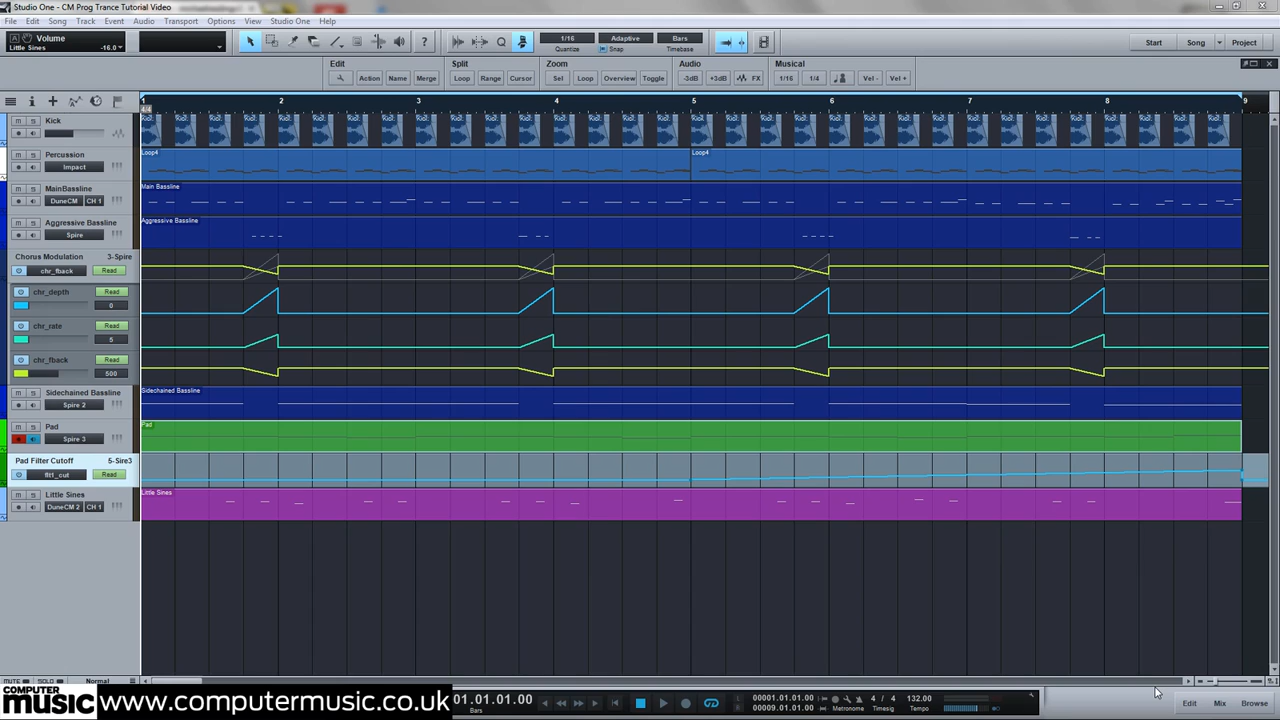 Studio One - CM Prog Trance Tutorial Video
File Edit Song Track Event Audio Transport Options View Studio One Help
Volume
Little Sines -16.0
1/16 Adaptive Bars
Quantize Snap Timebase
Start Song Project
Edit Split Zoom Audio Musical
Action Name Merge Loop Range Cursor Sel Loop Overview Toggle -3dB +3dB FX 1/16 1/4 Vel - Vel +
1 2 3 4 5 6 7 8 9
4/4
Kick
M S
Percussion
Impact
Loop4 Loop4
MainBassline
DuneCM CH 1
Main Bassline
Aggressive Bassline
Spire
Aggressive Bassline
Chorus Modulation 3-Spire
chr_fback Read
chr_depth Read
0
chr_rate Read
5
chr_fback Read
500
Sidechained Bassline
Spire 2
Sidechained Bassline
Pad
Spire 3
Pad
Pad Filter Cutoff 5-Sire3
flt1_cut Read
Little Sines
DuneCM 2 CH 1
Little Sines
MUTE SOLO Normal
COMPUTER
music
www.computermusic.co.uk
01.01.01.00
Bars
00001.01.01.00
00009.01.01.00
Metronome
4 / 4
Timesig
132.00
Tempo
Edit Mix Browse